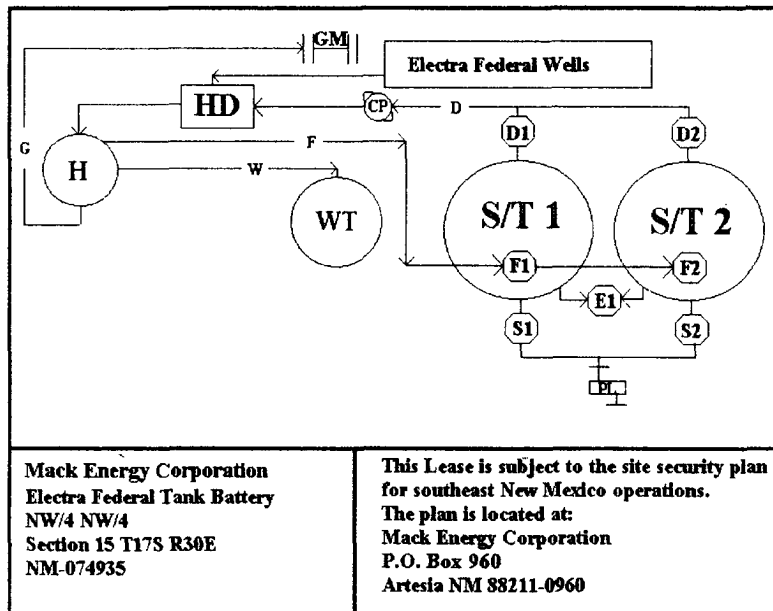 GM
Electra Federal Wells
HD
CP
D
G
F
D1
D2
H
W
WT
S/T 1
S/T 2
F1
F2
E1
S1
S2
PL
Mack Energy Corporation
Electra Federal Tank Battery
NW/4 NW/4
Section 15 T17S R30E
NM-074935
This Lease is subject to the site security plan
for southeast New Mexico operations.
The plan is located at:
Mack Energy Corporation
P.O. Box 960
Artesia NM 88211-0960